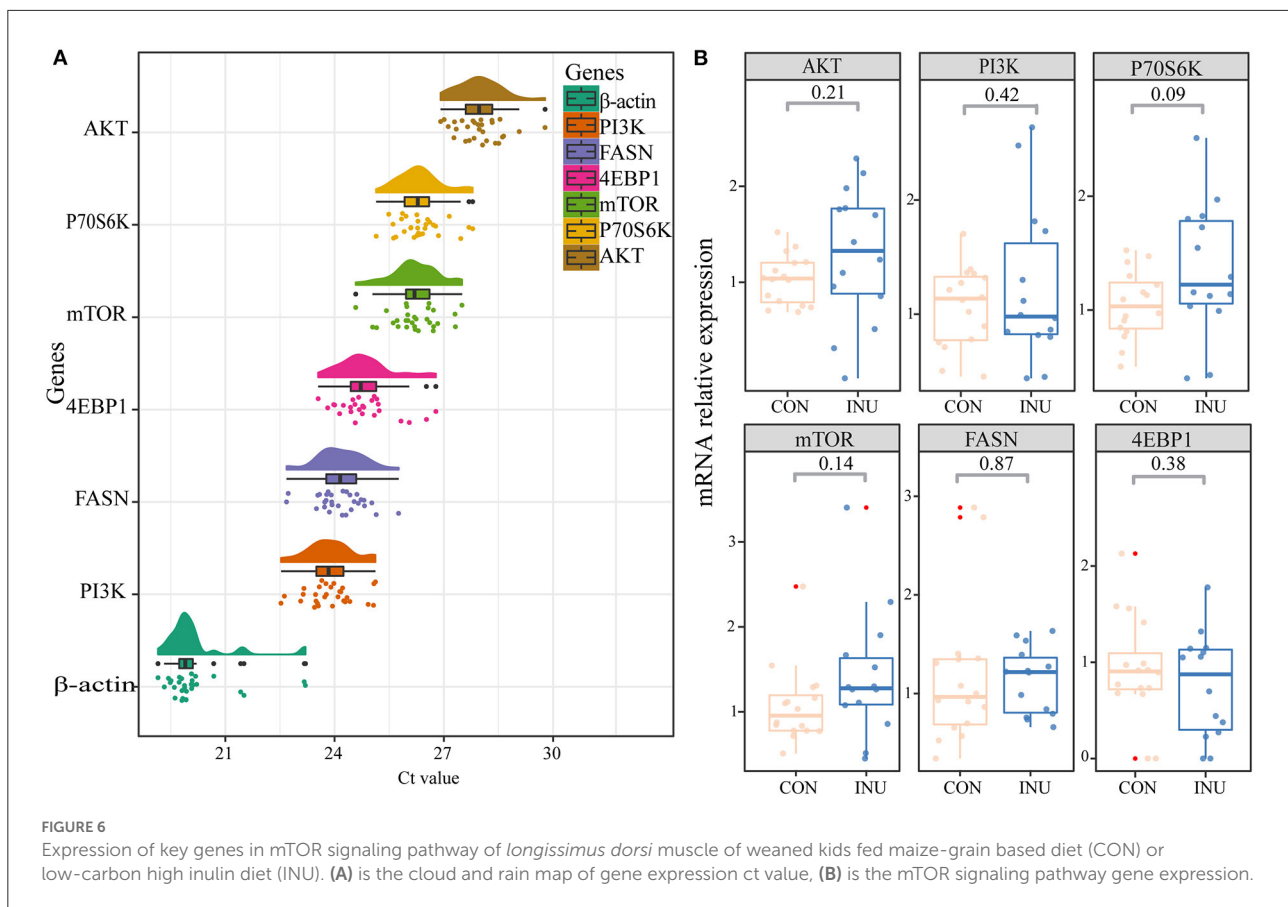 A
Genes
AKT
P70S6K
mTOR
4EBP1
FASN
PI3K
β-actin
21
24
27
30
Ct value
Genes
β-actin
PI3K
FASN
4EBP1
mTOR
P70S6K
AKT
B
mRNA relative expression
AKT
0.21
2
1
CON
INU
PI3K
0.42
2
1
CON
INU
P70S6K
0.09
2
1
CON
INU
mTOR
0.14
3
2
1
CON
INU
FASN
0.87
3
2
1
CON
INU
4EBP1
0.38
2
1
0
CON
INU
FIGURE 6
Expression of key genes in mTOR signaling pathway of longissimus dorsi muscle of weaned kids fed maize-grain based diet (CON) or
low-carbon high inulin diet (INU). (A) is the cloud and rain map of gene expression ct value, (B) is the mTOR signaling pathway gene expression.